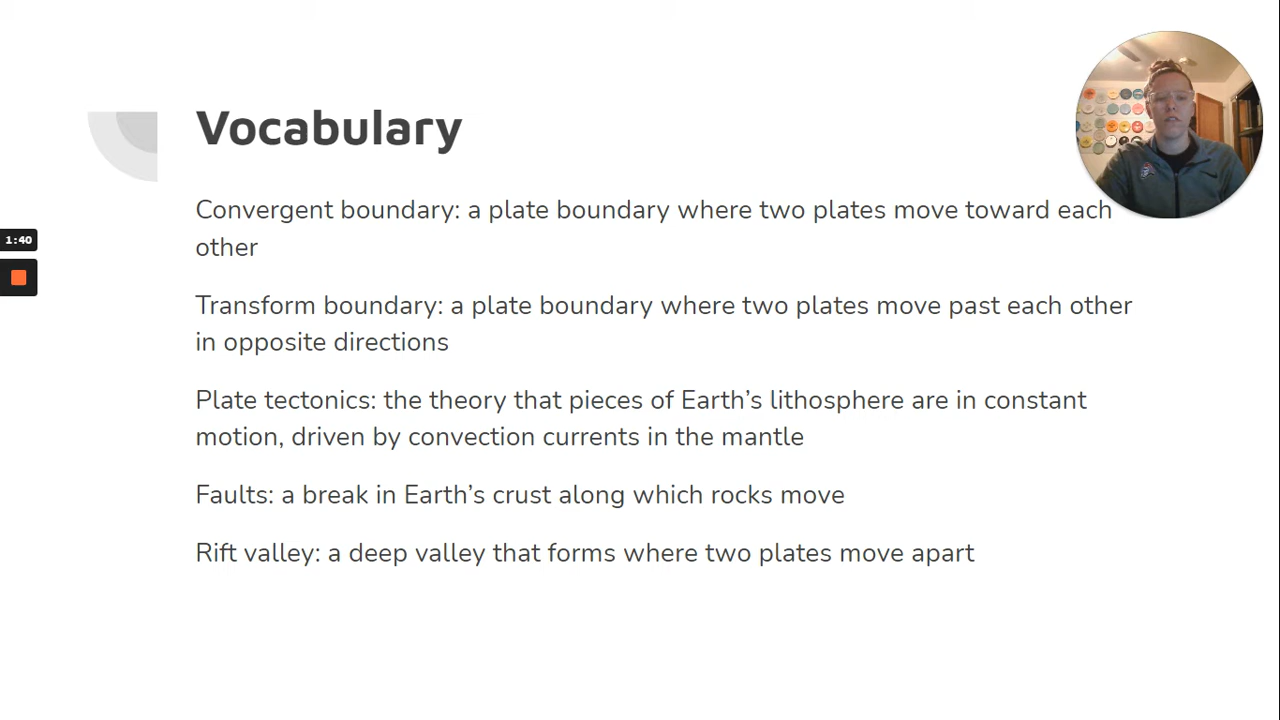 Vocabulary
Convergent boundary: a plate boundary where two plates move toward each
other
1:40
Transform boundary: a plate boundary where two plates move past each other
in opposite directions
Plate tectonics: the theory that pieces of Earth’s lithosphere are in constant
motion, driven by convection currents in the mantle
Faults: a break in Earth’s crust along which rocks move
Rift valley: a deep valley that forms where two plates move apart